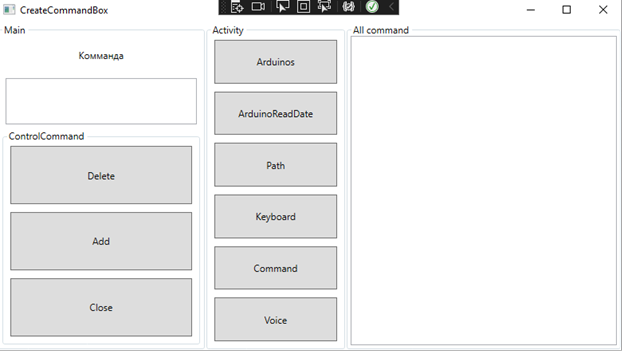 CreateCommandBox
Main
Комманда
ControlCommand
Delete
Add
Close
Activity
Arduinos
ArduinoReadDate
Path
Keyboard
Command
Voice
All command